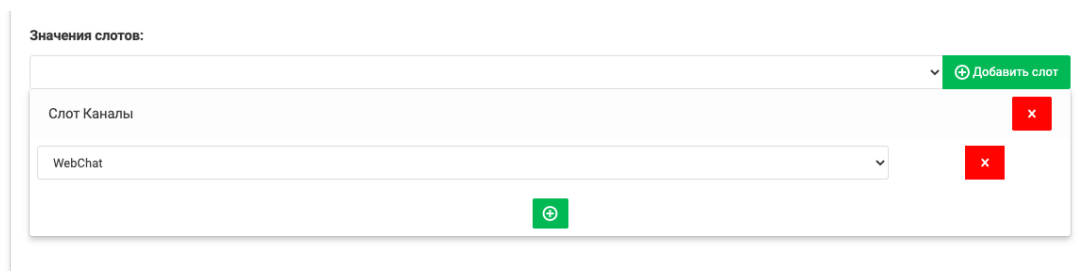 Значения слотов:
Добавить слот
Слот Каналы
WebChat